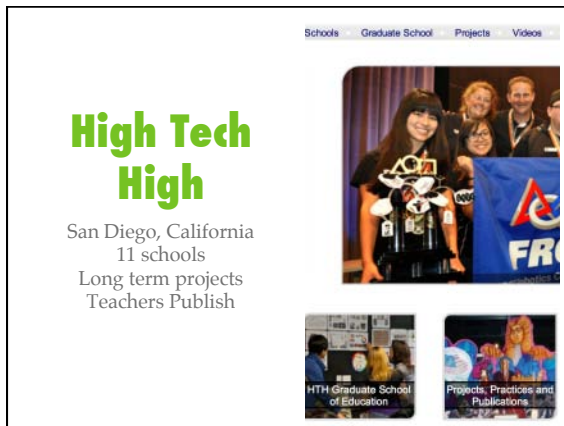 Schools Graduate School Projects Videos
High Tech
High
San Diego, California
11 schools
Long term projects
Teachers Publish
FRO
HTH Graduate School
of Education
Projects, Practices and
Publications